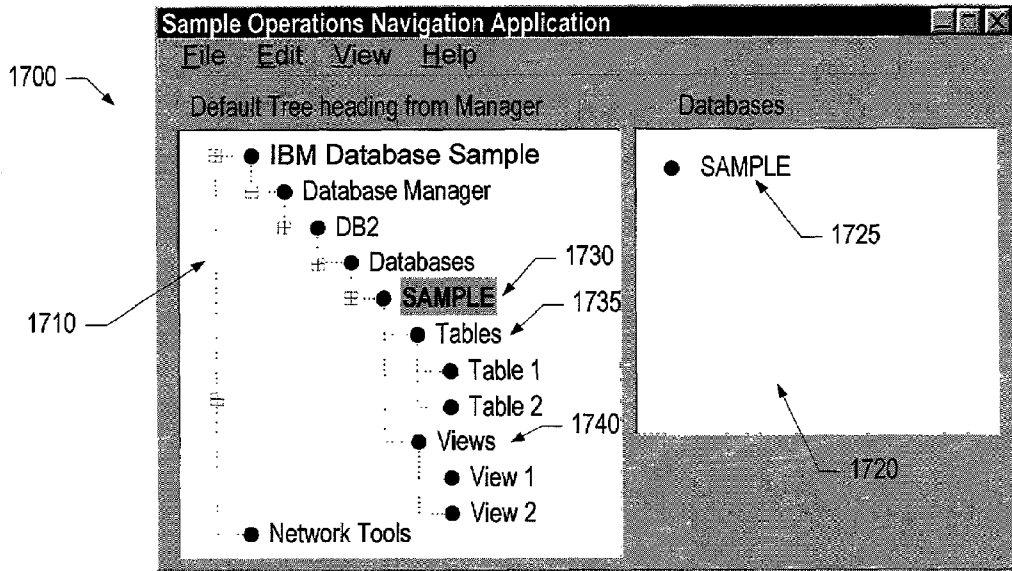 Sample Operations Navigation Application
File Edit View Help
1700
Default Tree heading from Manager
Databases
IBM Database Sample
SAMPLE
Database Manager
DB2
1725
Databases
1730
SAMPLE
1735
1710
Tables
Table 1
Table 2
1740
Views
1720
View 1
View 2
Network Tools